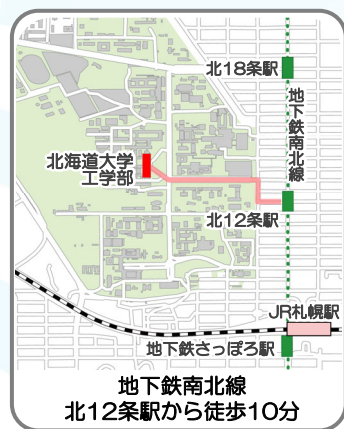 北18条駅
地下鉄南北線
北海道大学
工学部
北12条駅
JR札幌駅
地下鉄さっぽろ駅
地下鉄南北線
北12条駅から徒歩10分